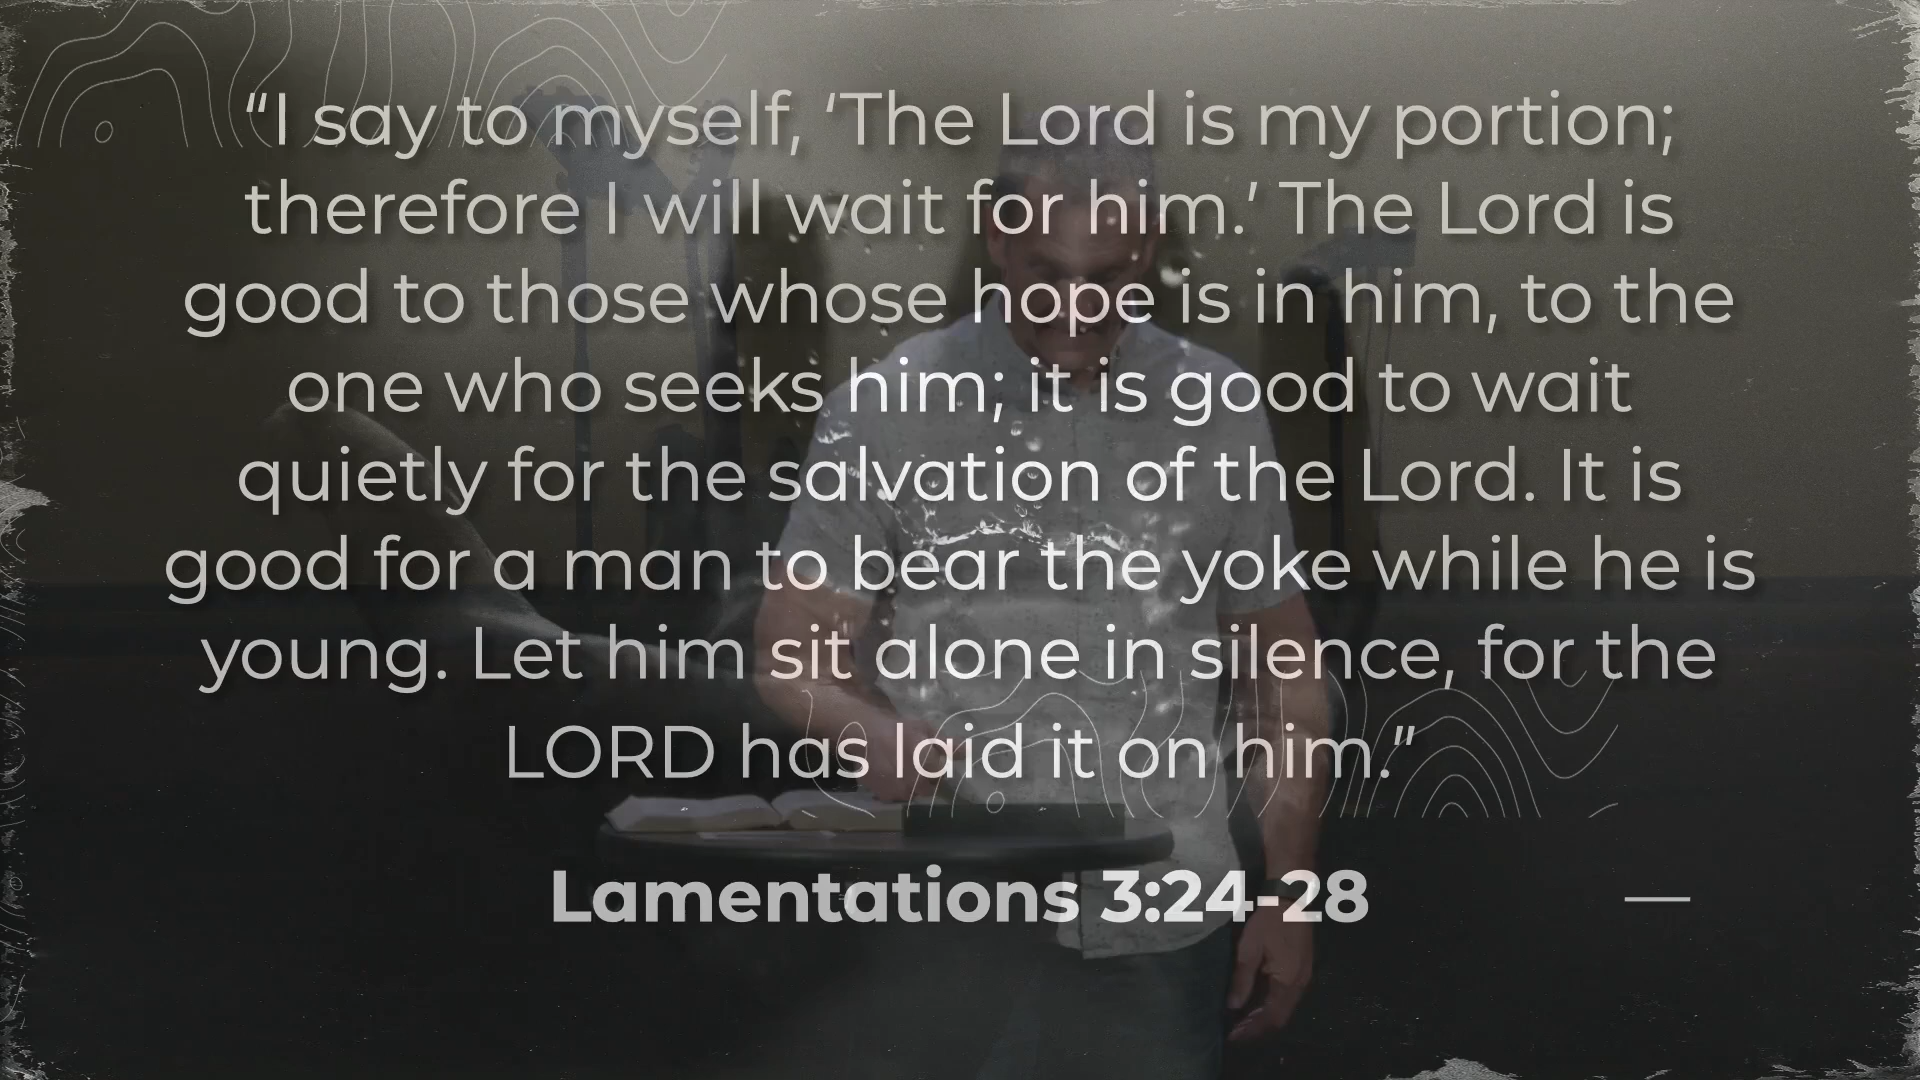 “I say to myself, ‘The Lord is my portion;
therefore I will wait for him.’ The Lord is
good to those whose hope is in him, to the
one who seeks him; it is good to wait
quietly for the salvation of the Lord. It is
good for a man to bear the yoke while he is
young. Let him sit alone in silence, for the
LORD has laid it on him.”
Lamentations 3:24-28